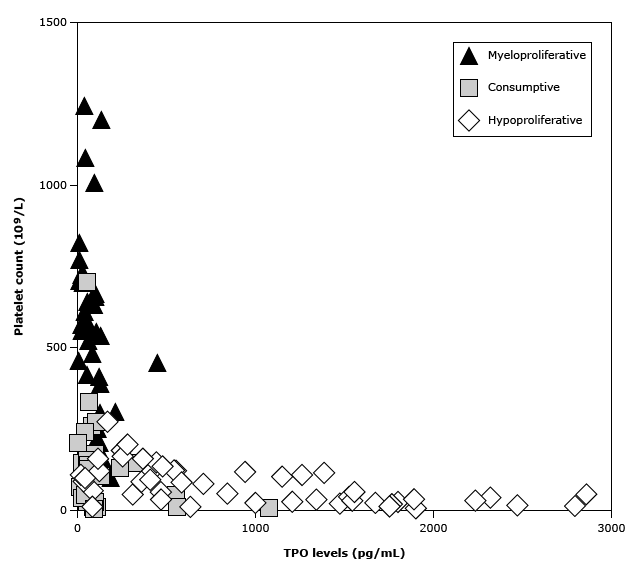 1500
1000
500
0
Platelet count (10⁹/L)
Myeloproliferative
Consumptive
Hypoproliferative
0 1000 2000 3000
TPO levels (pg/mL)